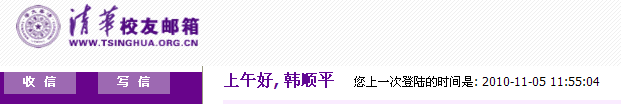 清华校友邮箱
WWW.TSINGHUA.ORG.CN
收 信 写 信
上午好, 韩顺平 您上一次登陆的时间是: 2010-11-05 11:55:04